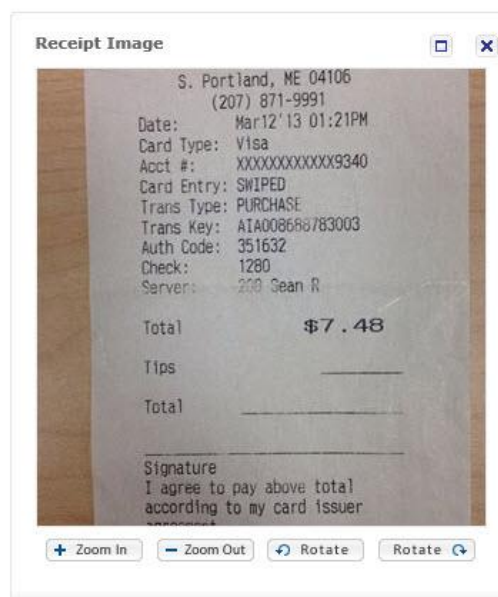 Receipt Image
S. Portland, ME 04106
(207) 871-9991
Date: Mar12'13 01:21PM
Card Type: Visa
Acct #: XXXXXXXXXXXX9340
Card Entry: SWIPED
Trans Type: PURCHASE
Trans Key: AIA008688783003
Auth Code: 351632
Check: 1280
Server: 200 Sean R
Total $7.48
Tips
Total
Signature
I agree to pay above total
according to my card issuer
Zoom In Zoom Out Rotate Rotate